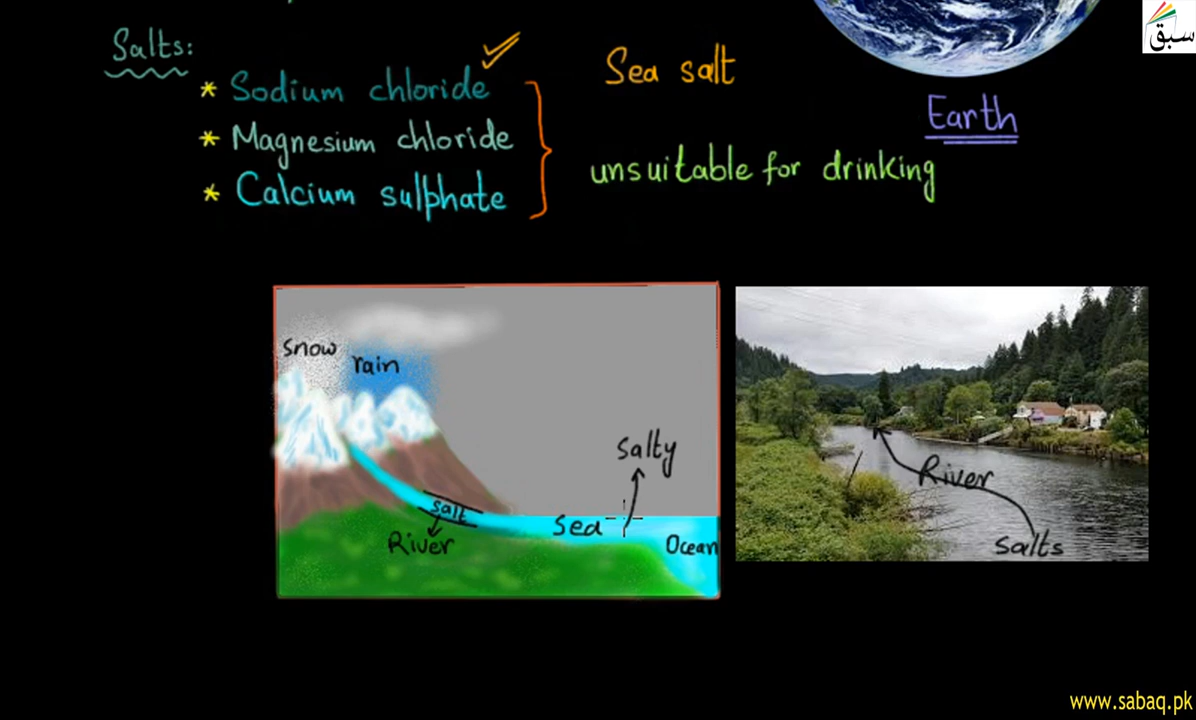 سبق
Salts:
* Sodium chloride
* Magnesium chloride
* Calcium sulphate
Sea salt
unsuitable for drinking
Earth
snow
rain
salt
River
Sea
salty
Ocean
River
Salts
www.sabaq.pk